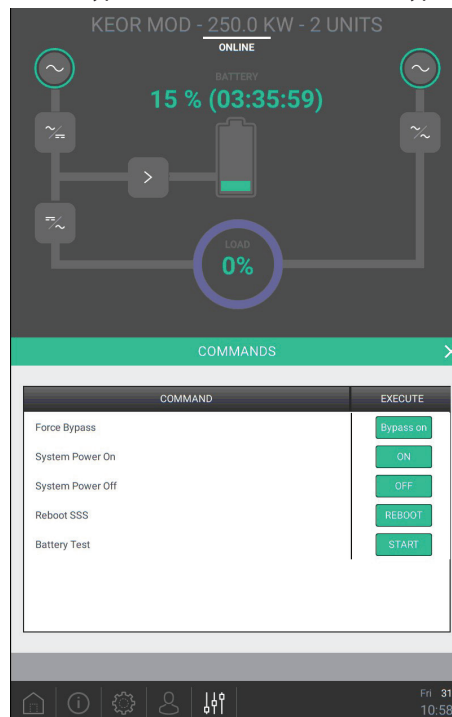 KEOR MOD - 250.0 KW - 2 UNITS
ONLINE
BATTERY
15 % (03:35:59)
LOAD
0%
COMMANDS
COMMAND EXECUTE
Force Bypass Bypass on
System Power On ON
System Power Off OFF
Reboot SSS REBOOT
Battery Test START
Fri 31
10:58